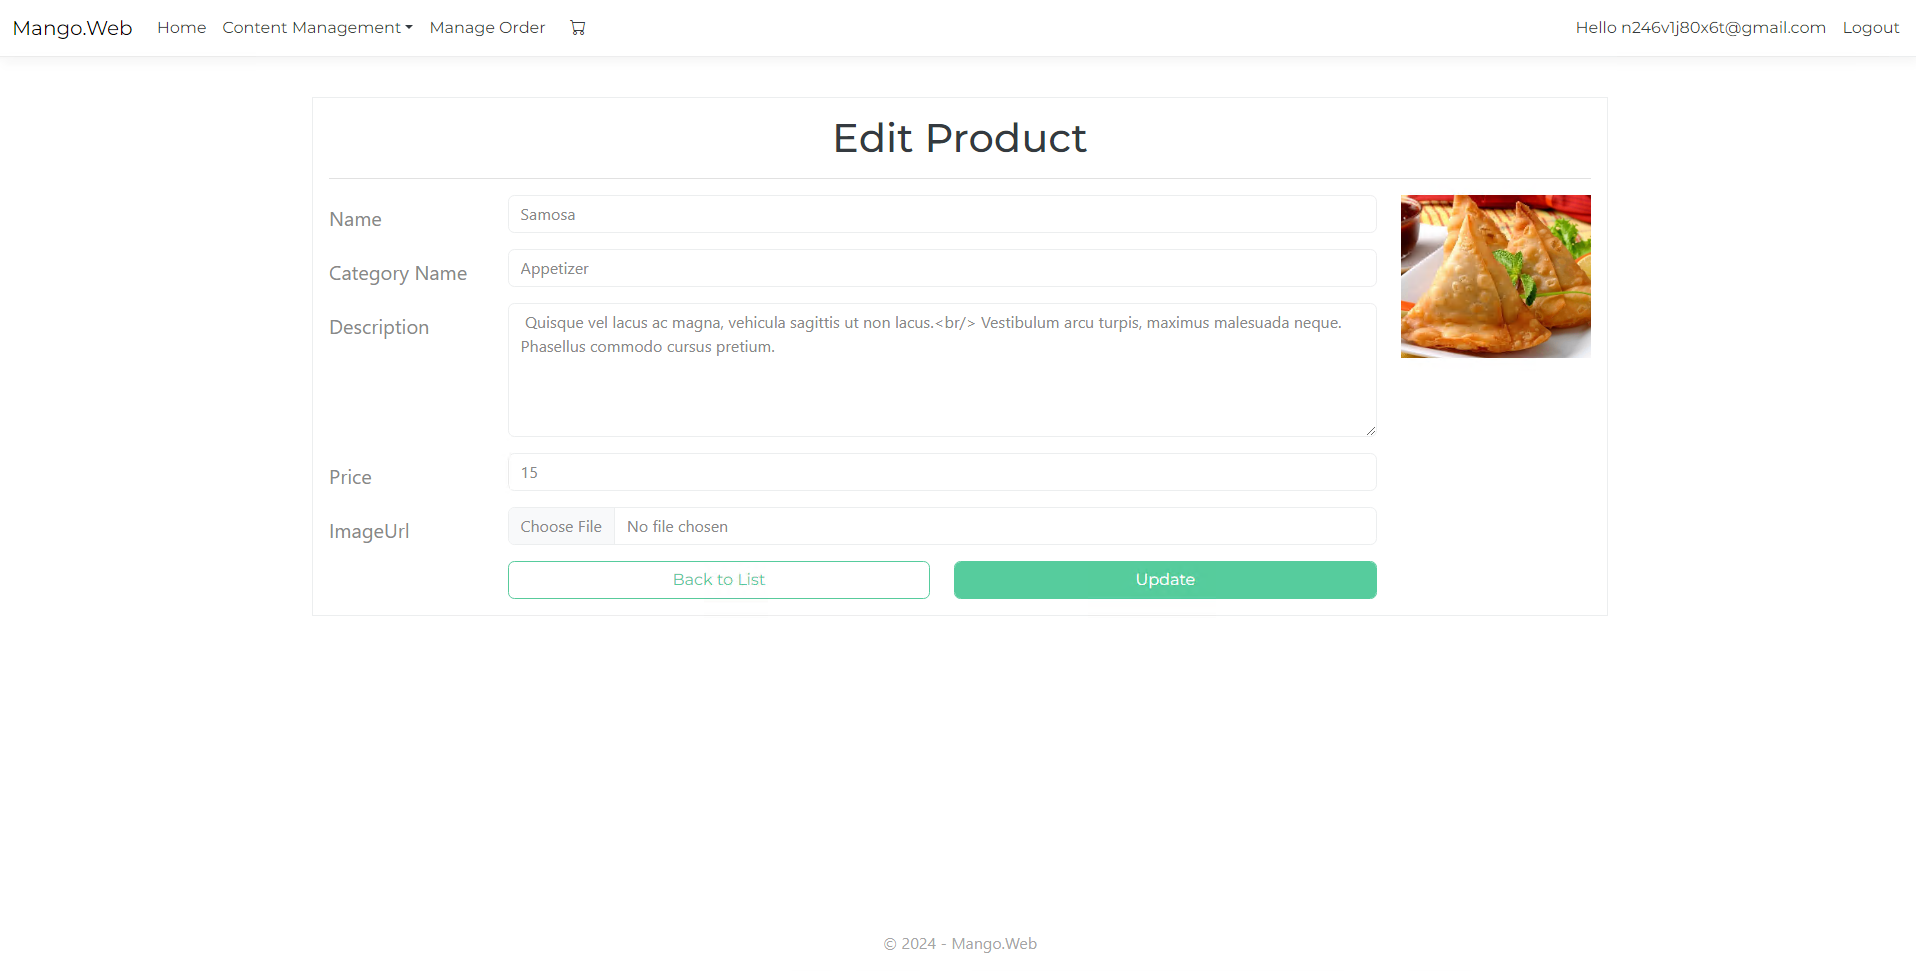 Mango.Web Home Content Management Manage Order Hello n246v1j80x6t@gmail.com Logout
Edit Product
Name Samosa
Category Name Appetizer
Description Quisque vel lacus ac magna, vehicula sagittis ut non lacus.<br/> Vestibulum arcu turpis, maximus malesuada neque.
Phasellus commodo cursus pretium.
Price 15
ImageUrl Choose File No file chosen
Back to List Update
© 2024 - Mango.Web